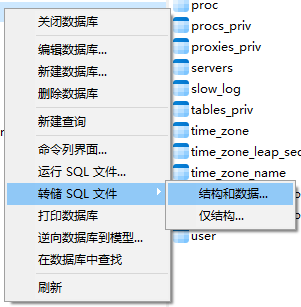 关闭数据库
编辑数据库...
新建数据库...
删除数据库
新建查询
命令列界面...
运行 SQL 文件...
转储 SQL 文件
打印数据库
逆向数据库到模型...
在数据库中查找
刷新
结构和数据...
仅结构...
proc
procs_priv
proxies_priv
servers
slow_log
tables_priv
time_zone
time_zone_leap_sec
time_zone_name
user